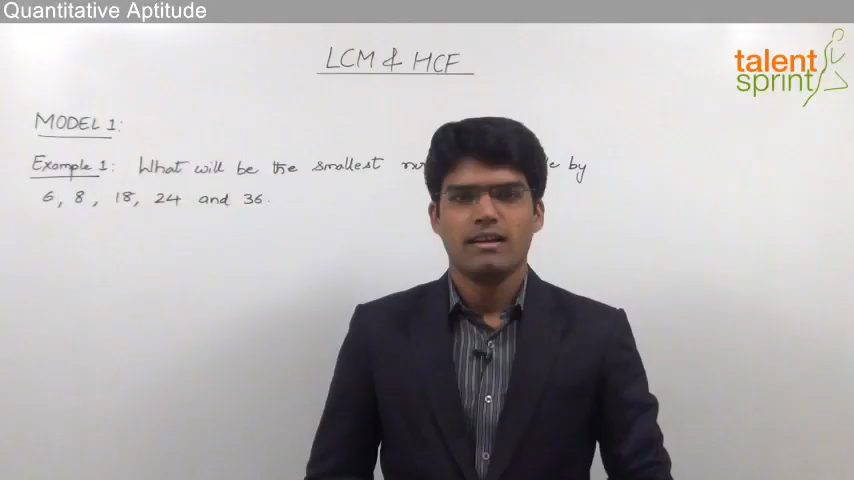 Quantitative Aptitude
LCM & HCF
talent
sprint
MODEL 1:
Example 1: What will be the smallest by
6, 8, 18, 24 and 36.